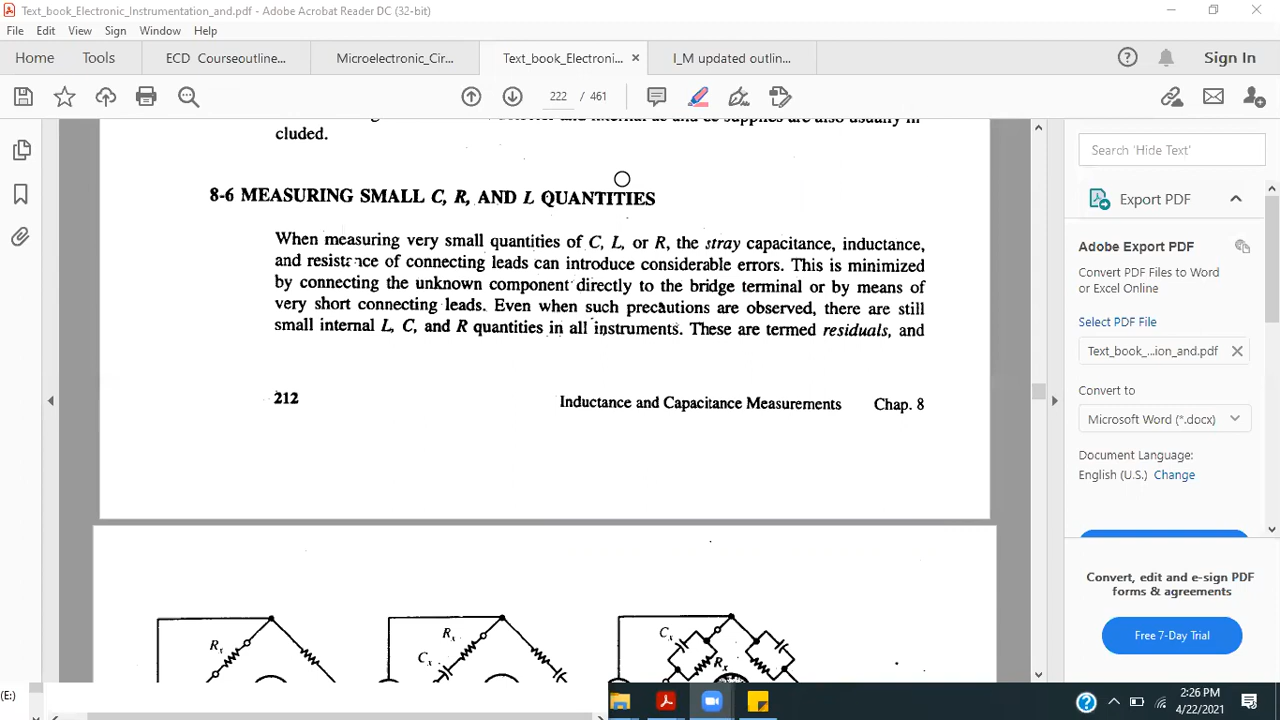 Text_book_Electronic_Instrumentation_and.pdf - Adobe Acrobat Reader DC (32-bit)
File Edit View Sign Window Help
Home Tools ECD Courseoutline... Microelectronic_Cir... Text_book_Electroni... × I_M updated outlin... Sign In
222 / 461
cluded.
8-6 MEASURING SMALL C, R, AND L QUANTITIES
When measuring very small quantities of C, L, or R, the stray capacitance, inductance,
and resistance of connecting leads can introduce considerable errors. This is minimized
by connecting the unknown component directly to the bridge terminal or by means of
very short connecting leads. Even when such precautions are observed, there are still
small internal L, C, and R quantities in all instruments. These are termed residuals, and
212 Inductance and Capacitance Measurements Chap. 8
Rx Rx Cx Cx Rx
Search 'Hide Text'
Export PDF
Adobe Export PDF
Convert PDF Files to Word
or Excel Online
Select PDF File
Text_book_...ion_and.pdf
Convert to
Microsoft Word (*.docx)
Document Language:
English (U.S.) Change
Convert, edit and e-sign PDF
forms & agreements
Free 7-Day Trial
(E:)
2:26 PM
4/22/2021